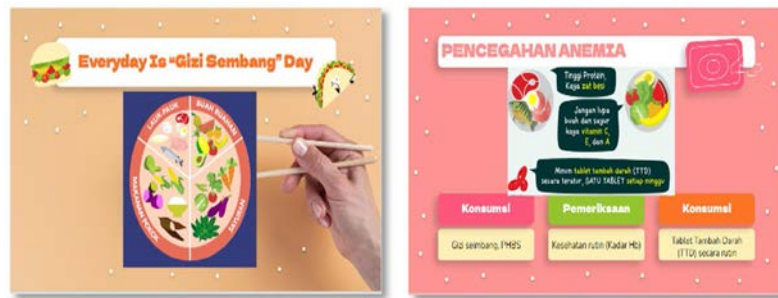 Everyday Is “Gizi Sembang” Day
LAUK PAUK
BUAH BUAHAN
MAKANAN POKOK
SAYURAN
PENCEGAHAN ANEMIA
Tinggi Protein,
Kaya zat besi
Jangan lupa
buah dan sayur
kaya vitamin C,
E, dan A
Minum tablet tambah darah (TTD)
secara teratur, SATU TABLET setiap minggu
Konsumsi
Pemeriksaan
Konsumsi
Gizi seimbang, PHBS
Kesehatan rutin (Kadar Hb)
Tablet Tambah Darah
(TTD) secara rutin